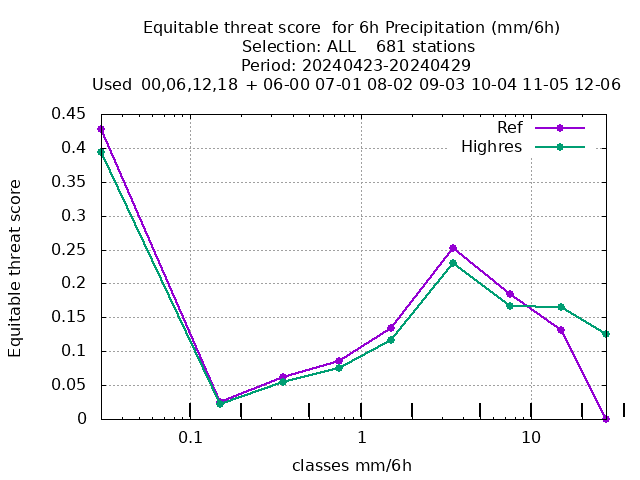 Equitable threat score  for 6h Precipitation (mm/6h)
Selection: ALL    681 stations
Period: 20240423-20240429
Used  00,06,12,18  + 06-00 07-01 08-02 09-03 10-04 11-05 12-06
Ref
Highres
0.45
0.4
0.35
0.3
0.25
0.2
0.15
0.1
0.05
0
Equitable threat score
0.1
1
10
classes mm/6h